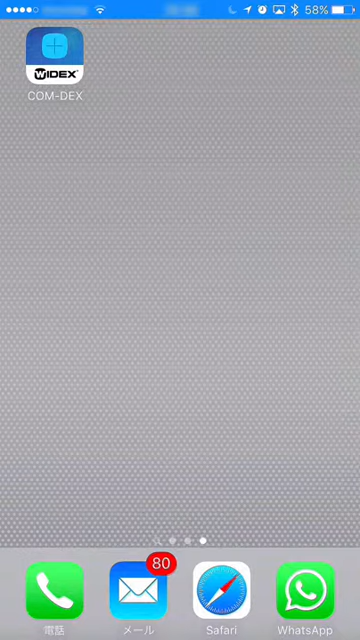 58%
WIDEX
COM-DEX
80
電話
メール
Safari
WhatsApp